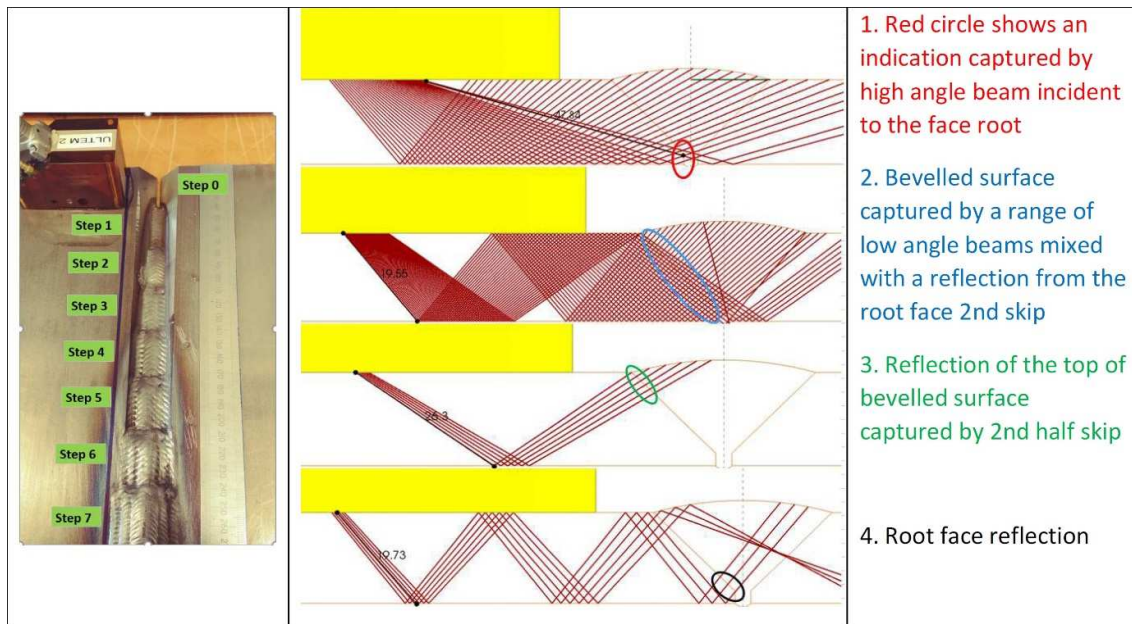 ULTEM 2
Step 0
Step 1
Step 2
Step 3
Step 4
Step 5
Step 6
Step 7
47.84
19.55
26.3
19.73
1. Red circle shows an
indication captured by
high angle beam incident
to the face root
2. Bevelled surface
captured by a range of
low angle beams mixed
with a reflection from the
root face 2nd skip
3. Reflection of the top of
bevelled surface
captured by 2nd half skip
4. Root face reflection